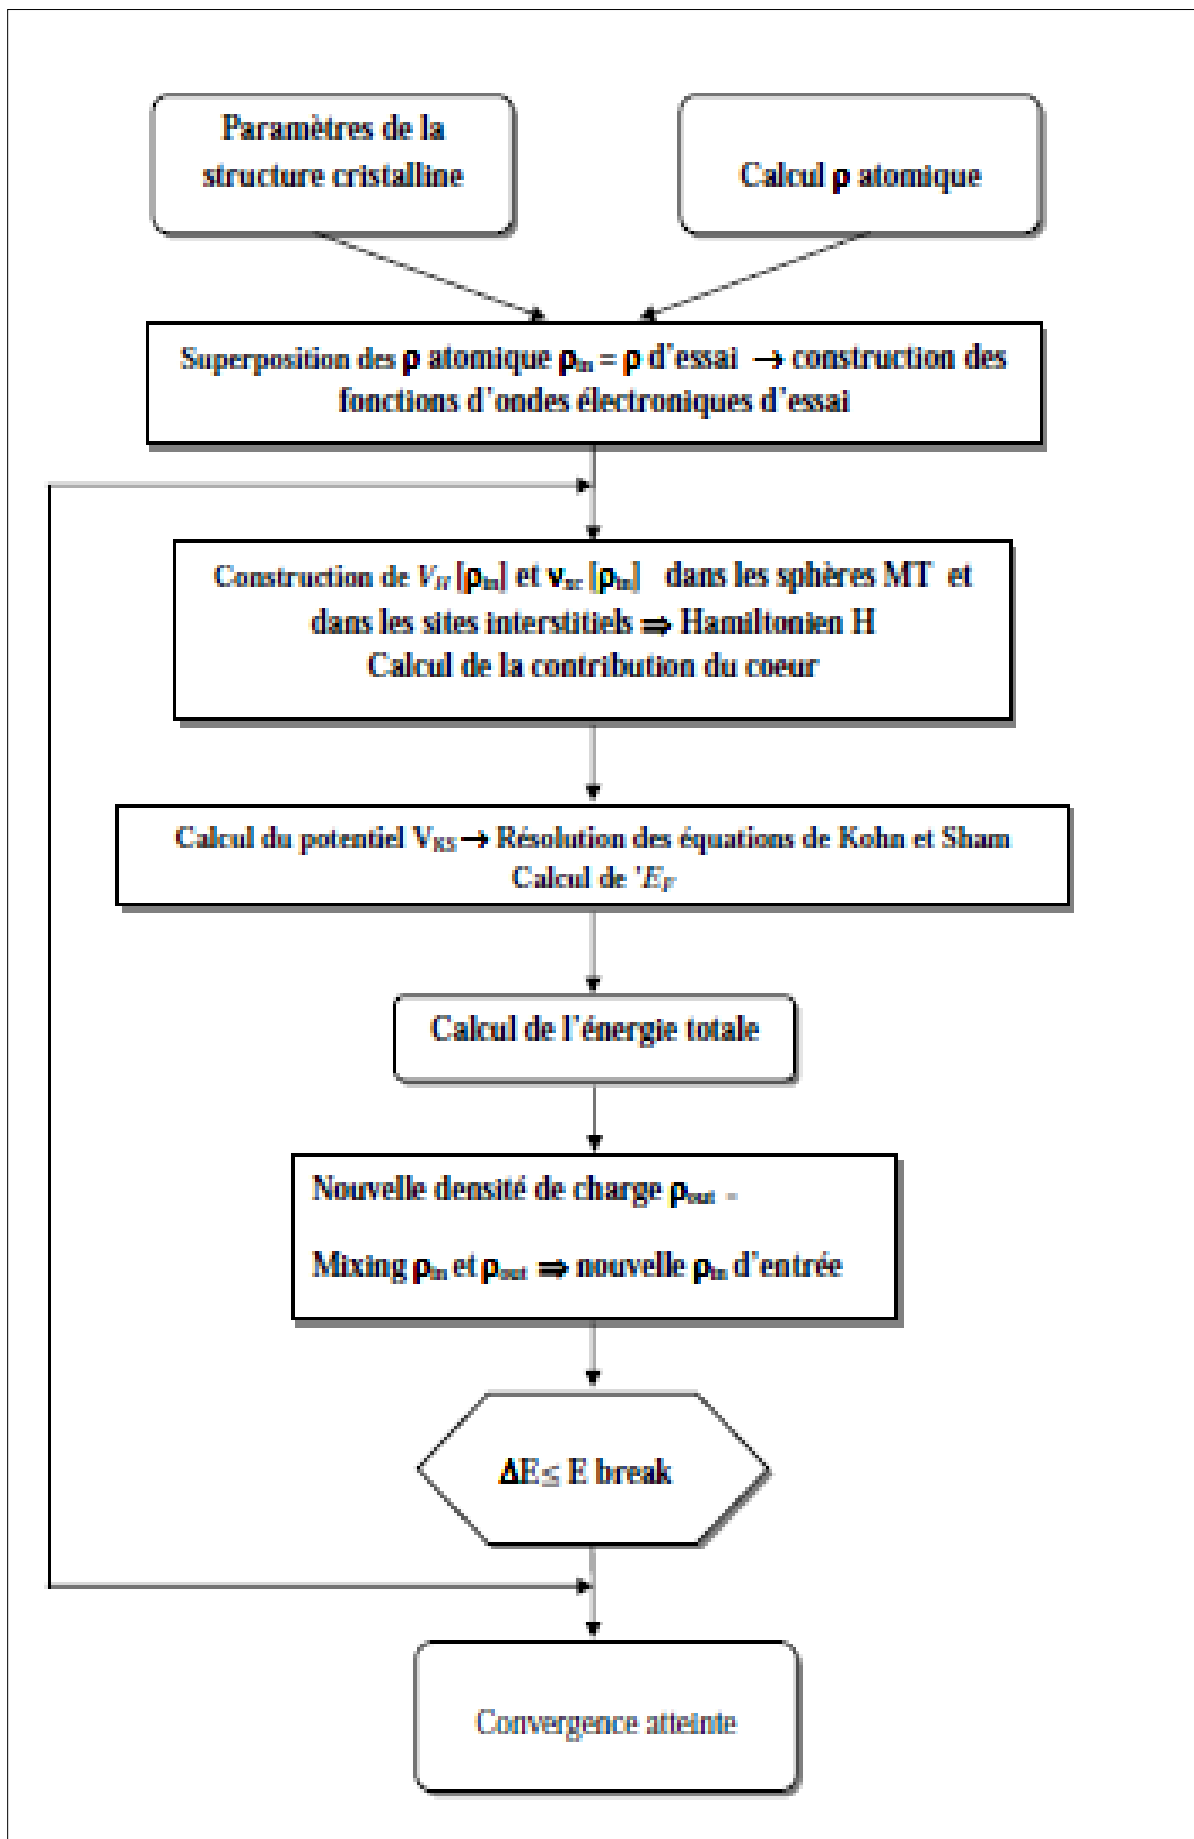 Paramètres de la
structure cristalline
Calcul ρ atomique
Superposition des ρ atomique ρin = ρ d'essai → construction des
fonctions d'ondes électroniques d'essai
Construction de VH [ρin] et vxc [ρin] dans les sphères MT et
dans les sites interstitiels ⇒ Hamiltonien H
Calcul de la contribution du coeur
Calcul du potentiel VKS → Résolution des équations de Kohn et Sham
Calcul de 'EF
Calcul de l'énergie totale
Nouvelle densité de charge ρout -
Mixing ρin et ρout ⇒ nouvelle ρin d'entrée
ΔE ≤ E break
Convergence atteinte